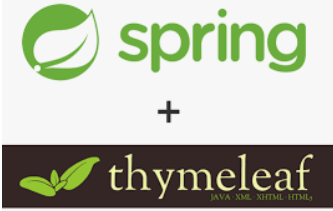 spring
+
thymeleaf
JAVA · XML · XHTML · HTML5